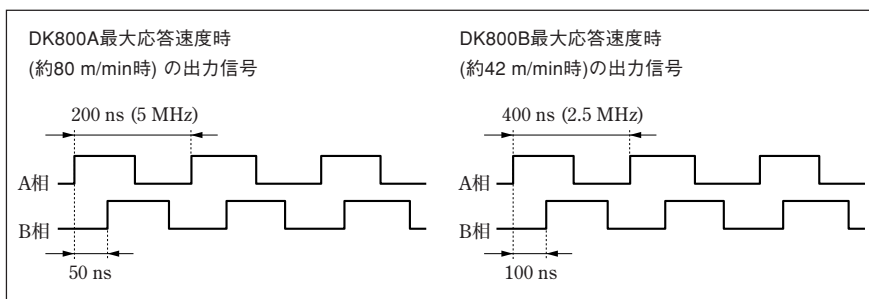 DK800A最大応答速度時
(約80 m/min時) の出力信号
200 ns (5 MHz)
A相
B相
50 ns
DK800B最大応答速度時
(約42 m/min時)の出力信号
400 ns (2.5 MHz)
A相
B相
100 ns